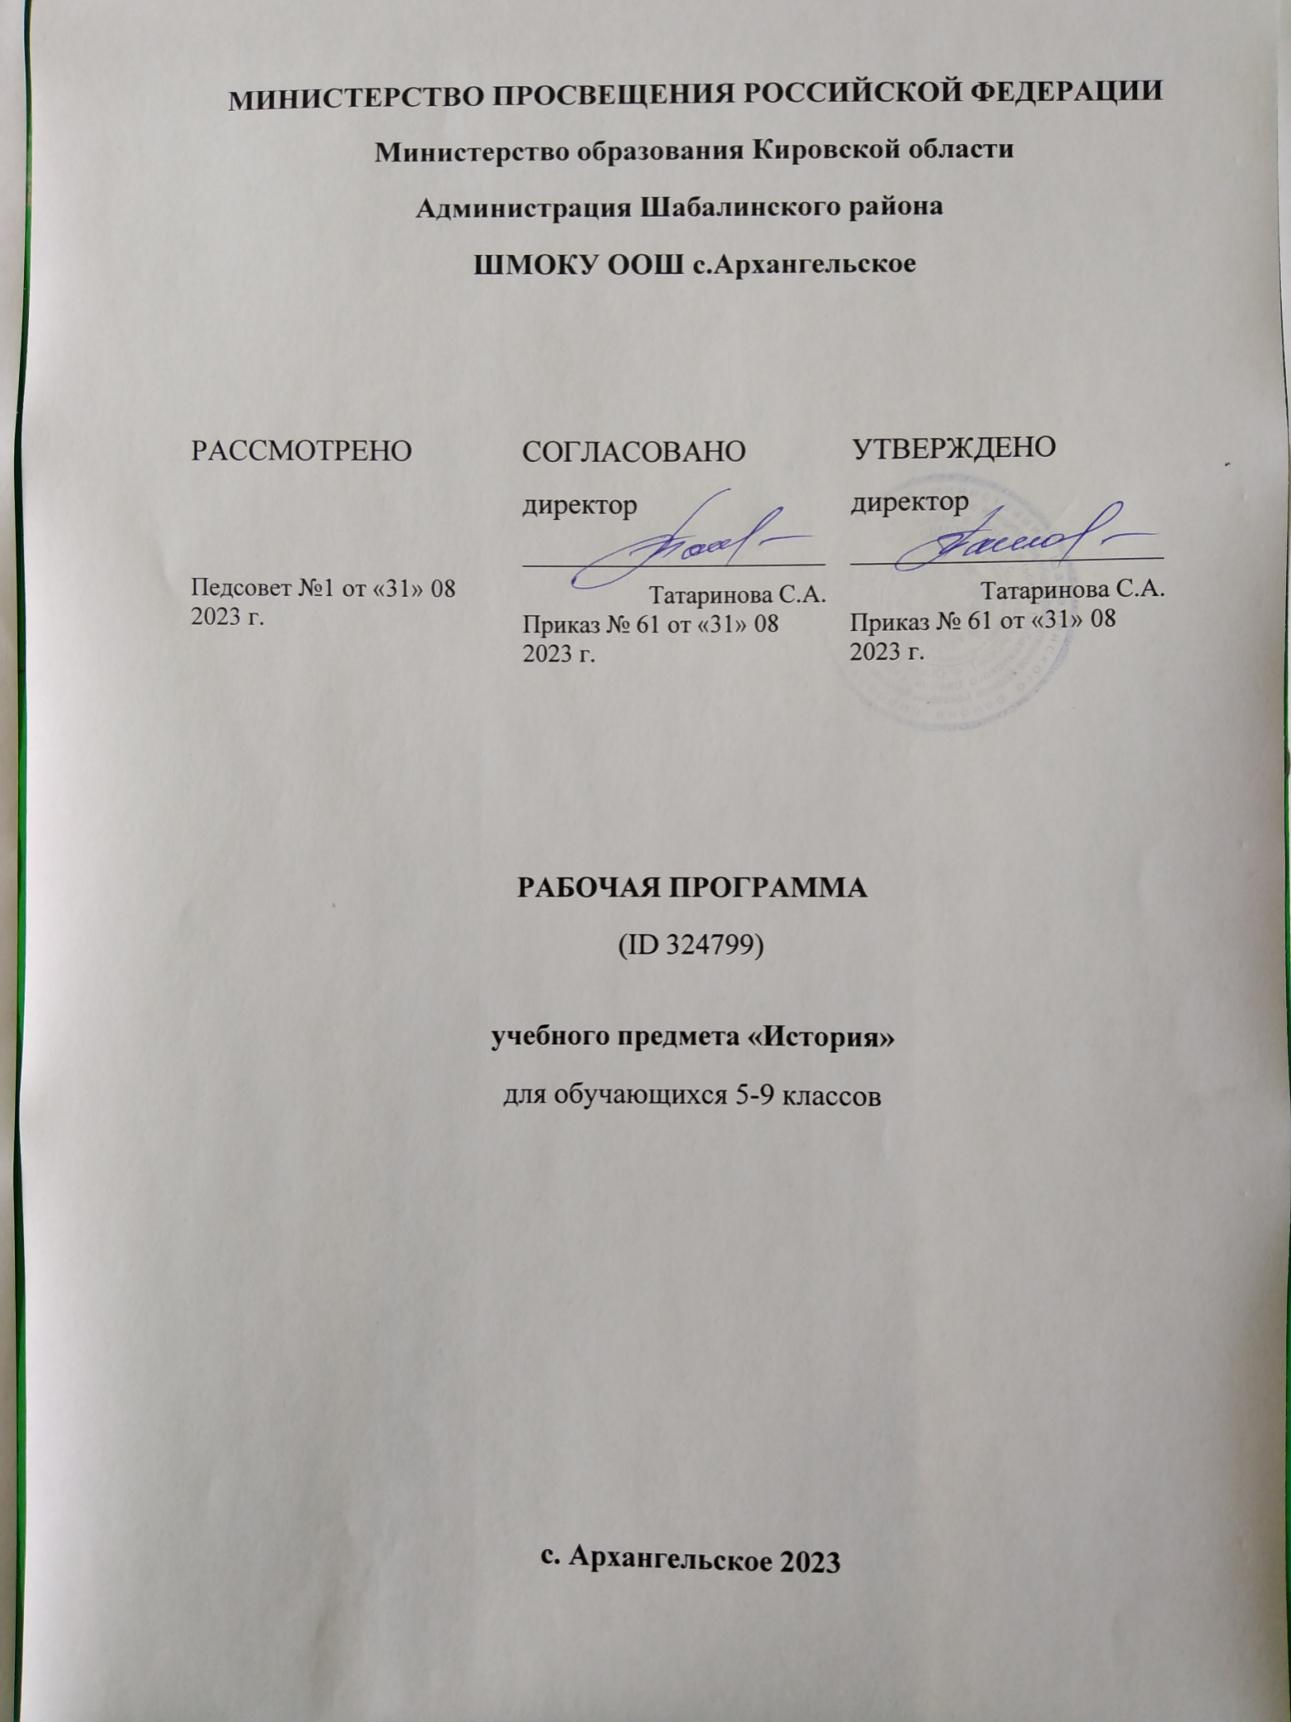 МИНИСТЕРСТВО ПРОСВЕЩЕНИЯ РОССИЙСКОЙ ФЕДЕРАЦИИ
Министерство образования Кировской области
Администрация Шабалинского района
ШМОКУ ООШ с.Архангельское
РАССМОТРЕНО
Педсовет №1 от «31» 08
2023 г.
СОГЛАСОВАНО
директор
Татаринова С.А.
Приказ № 61 от «31» 08
2023 г.
УТВЕРЖДЕНО
директор
Татаринова С.А.
Приказ № 61 от «31» 08
2023 г.
РАБОЧАЯ ПРОГРАММА
(ID 324799)
учебного предмета «История»
для обучающихся 5-9 классов
с. Архангельское 2023